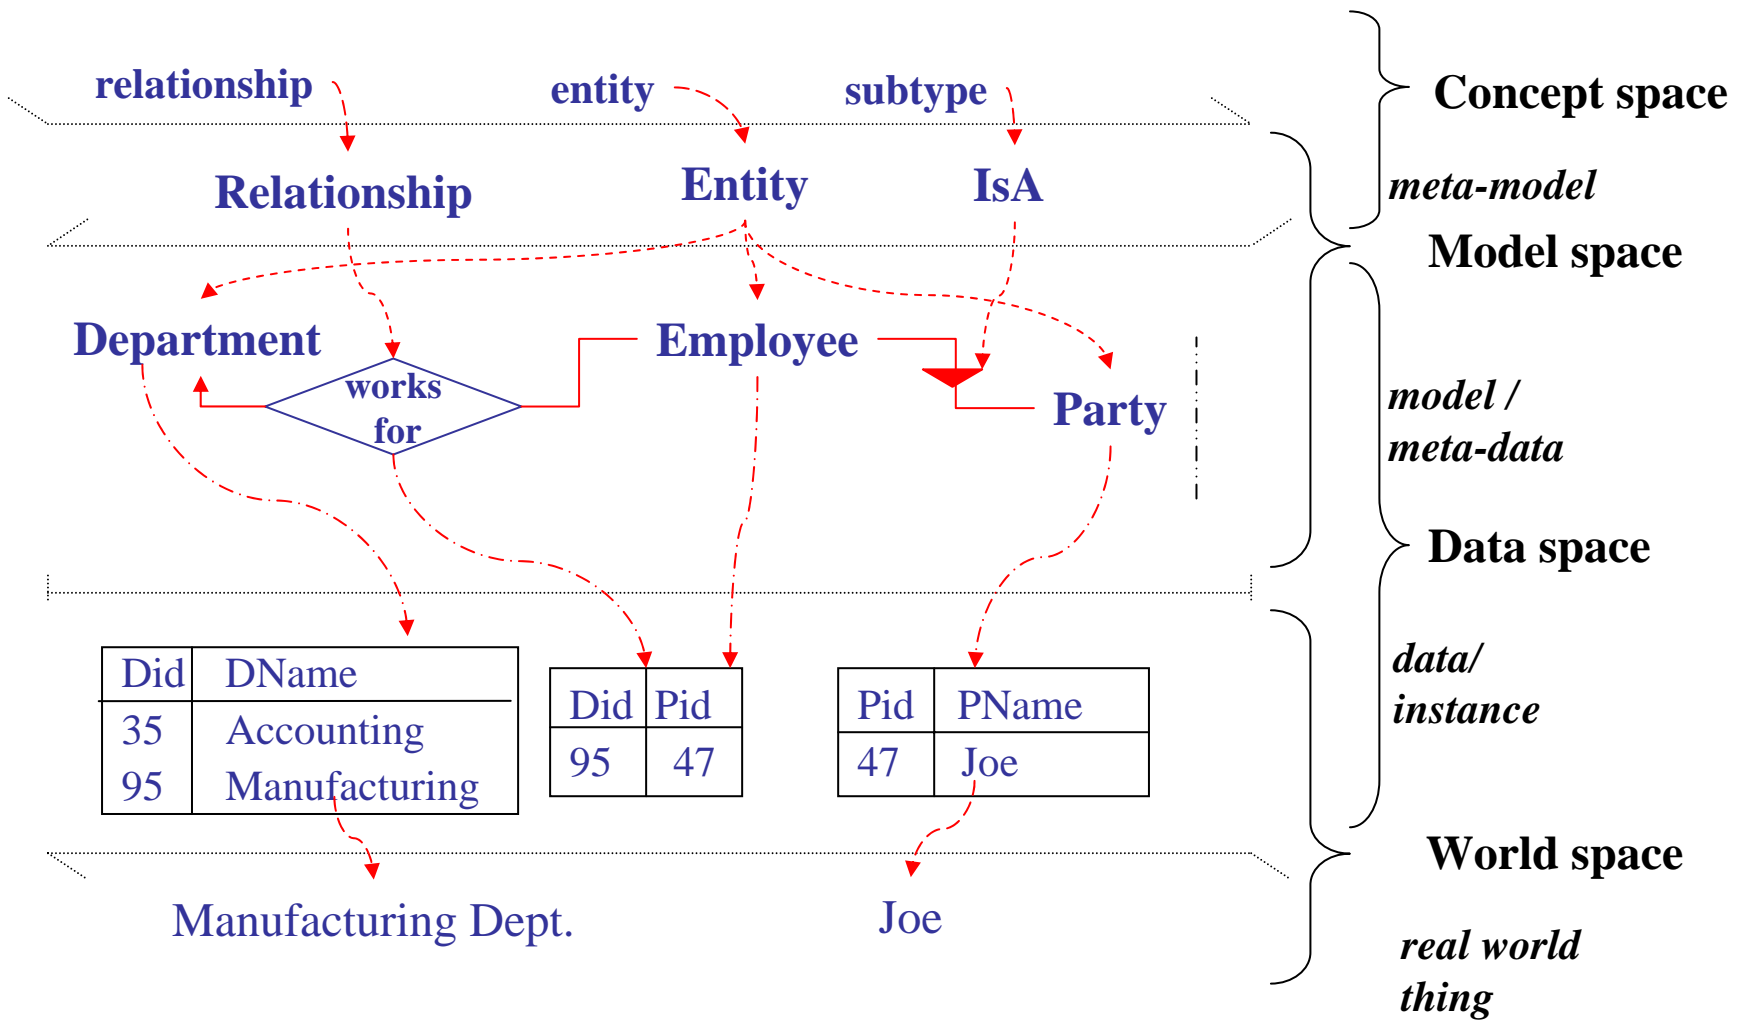 relationship
entity
subtype
Concept space
Relationship
Entity
IsA
meta-model
Model space
Department
works
for
Employee
Party
model /
meta-data
Data space
Did DName
35 Accounting
95 Manufacturing
Did Pid
95 47
Pid PName
47 Joe
data/
instance
World space
Manufacturing Dept.
Joe
real world
thing